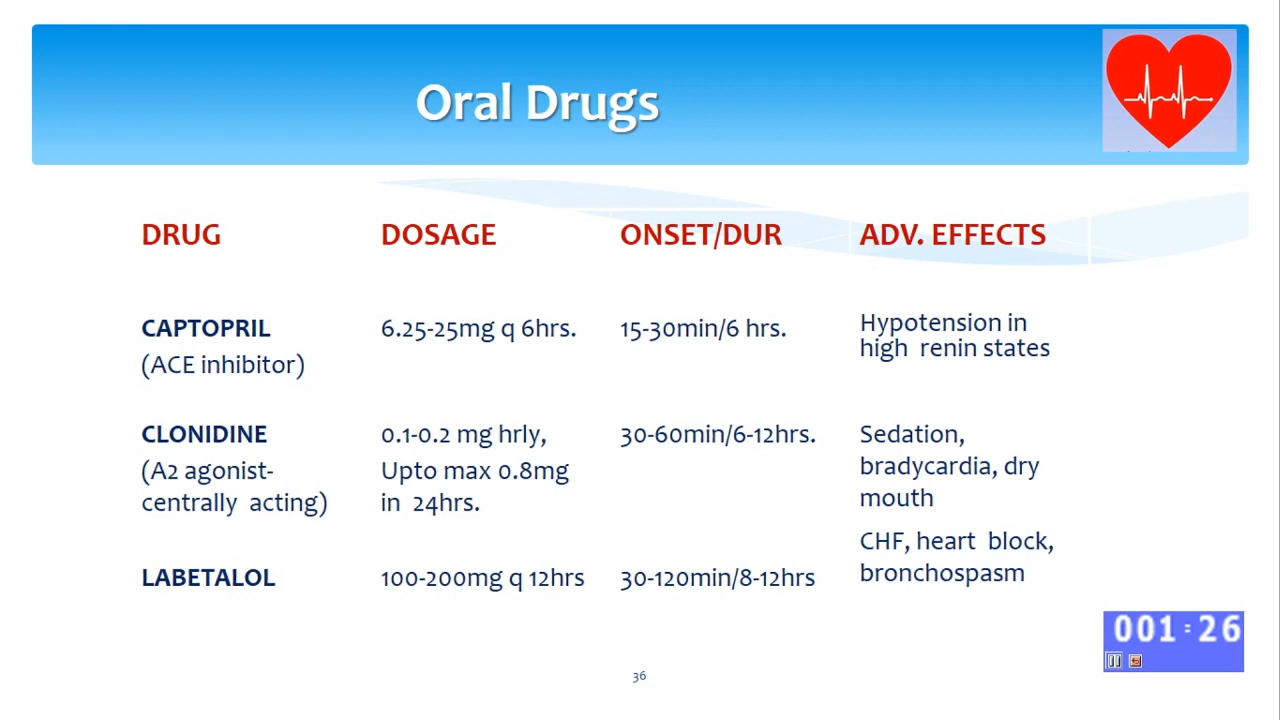 Oral Drugs
DRUG DOSAGE ONSET/DUR ADV. EFFECTS
CAPTOPRIL 6.25-25mg q 6hrs. 15-30min/6 hrs. Hypotension in
high renin states
(ACE inhibitor)
CLONIDINE 0.1-0.2 mg hrly, 30-60min/6-12hrs. Sedation,
(A2 agonist- Upto max 0.8mg bradycardia, dry
centrally acting) in 24hrs. mouth
CHF, heart block,
LABETALOL 100-200mg q 12hrs 30-120min/8-12hrs bronchospasm
001:26
36